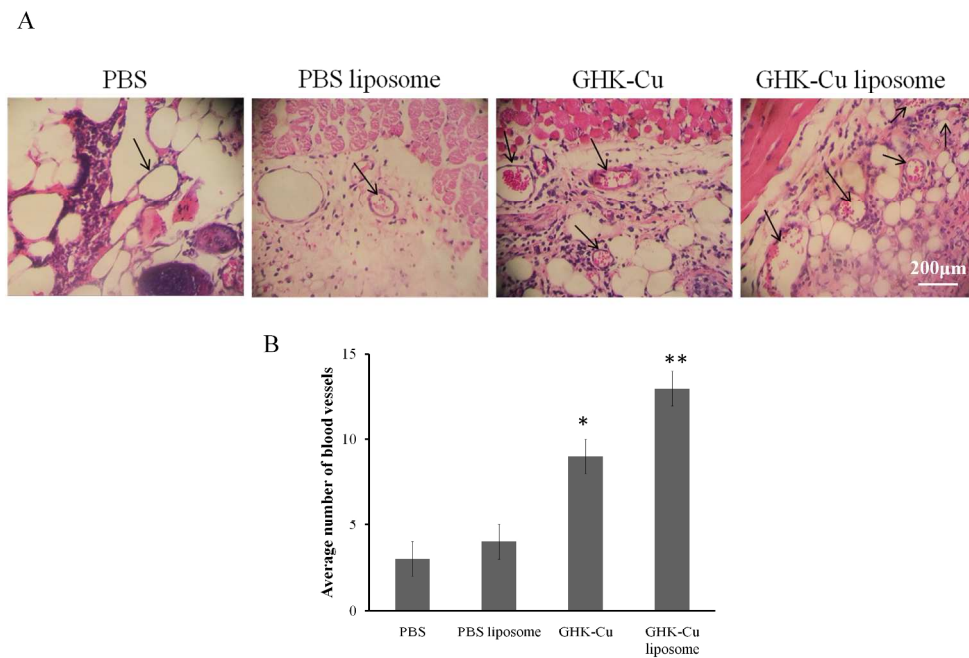 A
PBS
PBS liposome
GHK-Cu
GHK-Cu liposome
200μm
B
Average number of blood vessels
15
10
5
0
*
**
PBS
PBS liposome
GHK-Cu
GHK-Cu
liposome